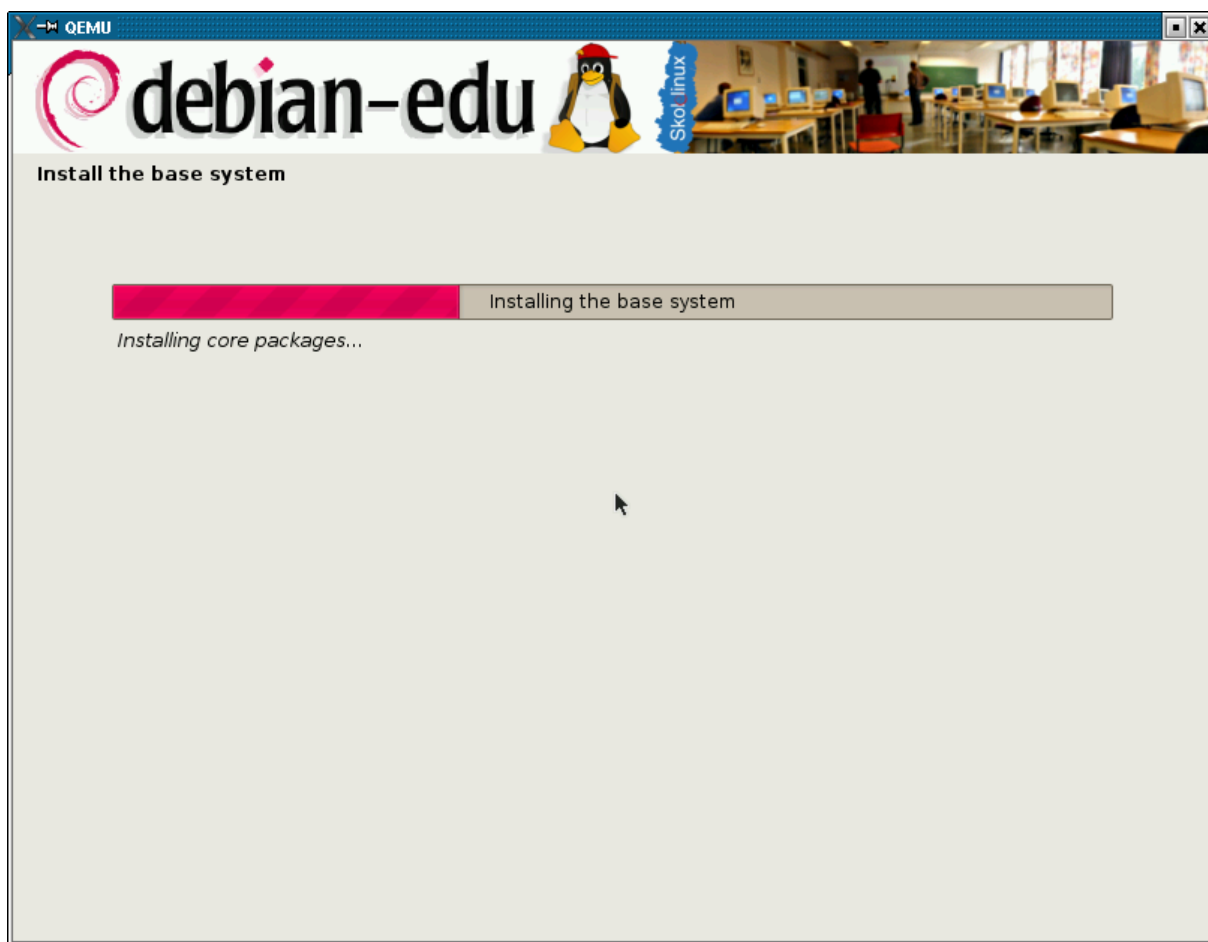 QEMU
debian-edu
Skolelinux
Install the base system
Installing the base system
Installing core packages...